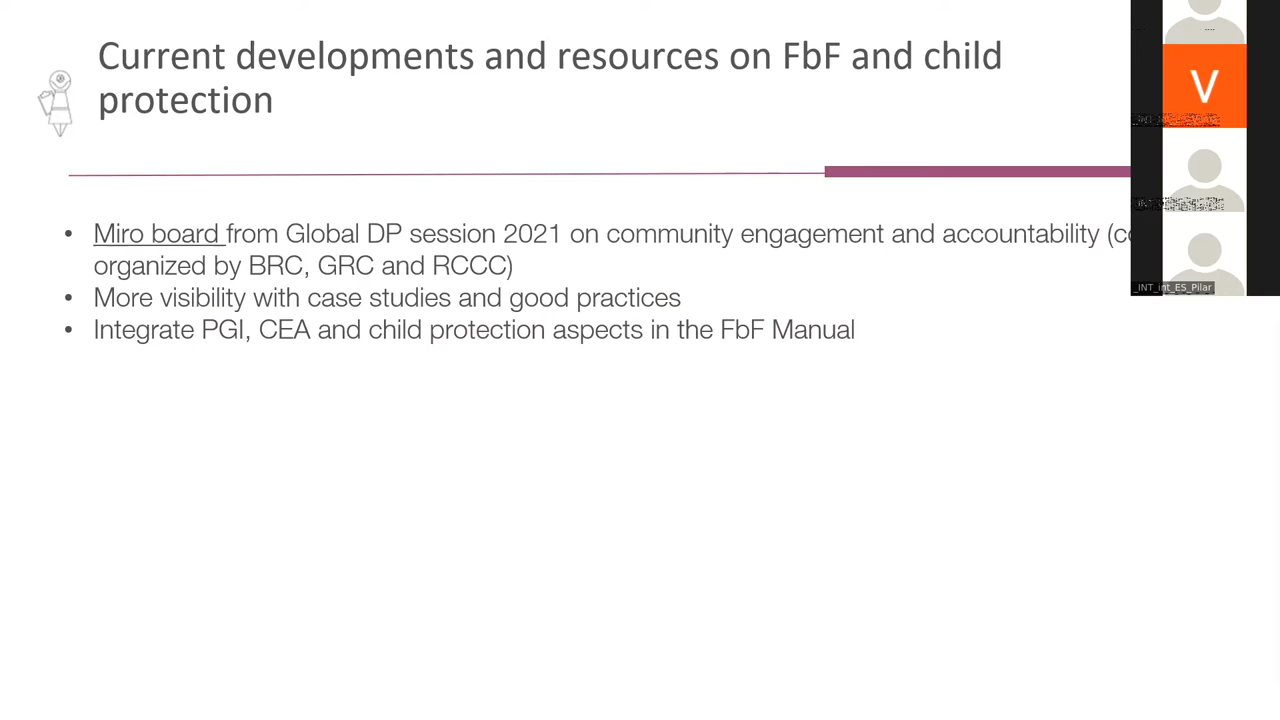 Current developments and resources on FbF and child
protection
V
• Miro board from Global DP session 2021 on community engagement and accountability (
organized by BRC, GRC and RCCC)
• More visibility with case studies and good practices
• Integrate PGI, CEA and child protection aspects in the FbF Manual
_INT_int_ES_Pilar